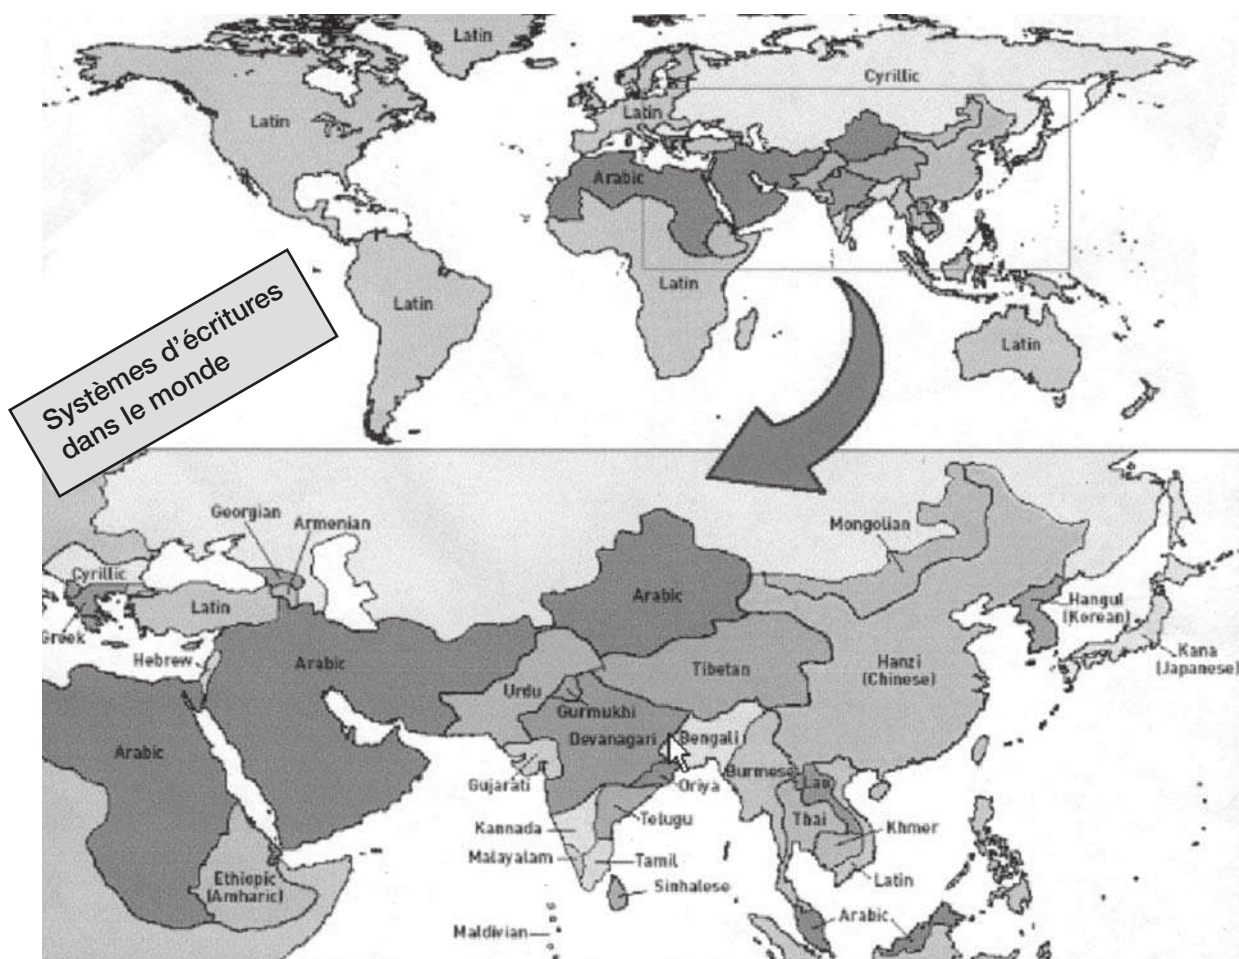 Latin
Cyrillic
Latin
Latin
Arabic
Latin
Latin
Latin
Systèmes d'écritures
dans le monde
Georgian
Armenian
Mongolian
Cyrillic
Latin
Greek
Hebrew
Arabic
Arabic
Hangul
(Korean)
Kana
(Japanese)
Hanzi
(Chinese)
Tibetan
Urdu
Gurmukhi
Devanagari
Bengali
Arabic
Gujarati
Oriya
Burmese
Lao
Telugu
Thai
Khmer
Kannada
Malayalam
Tamil
Latin
Sinhalese
Ethiopic
(Amharic)
Arabic
Maldivian